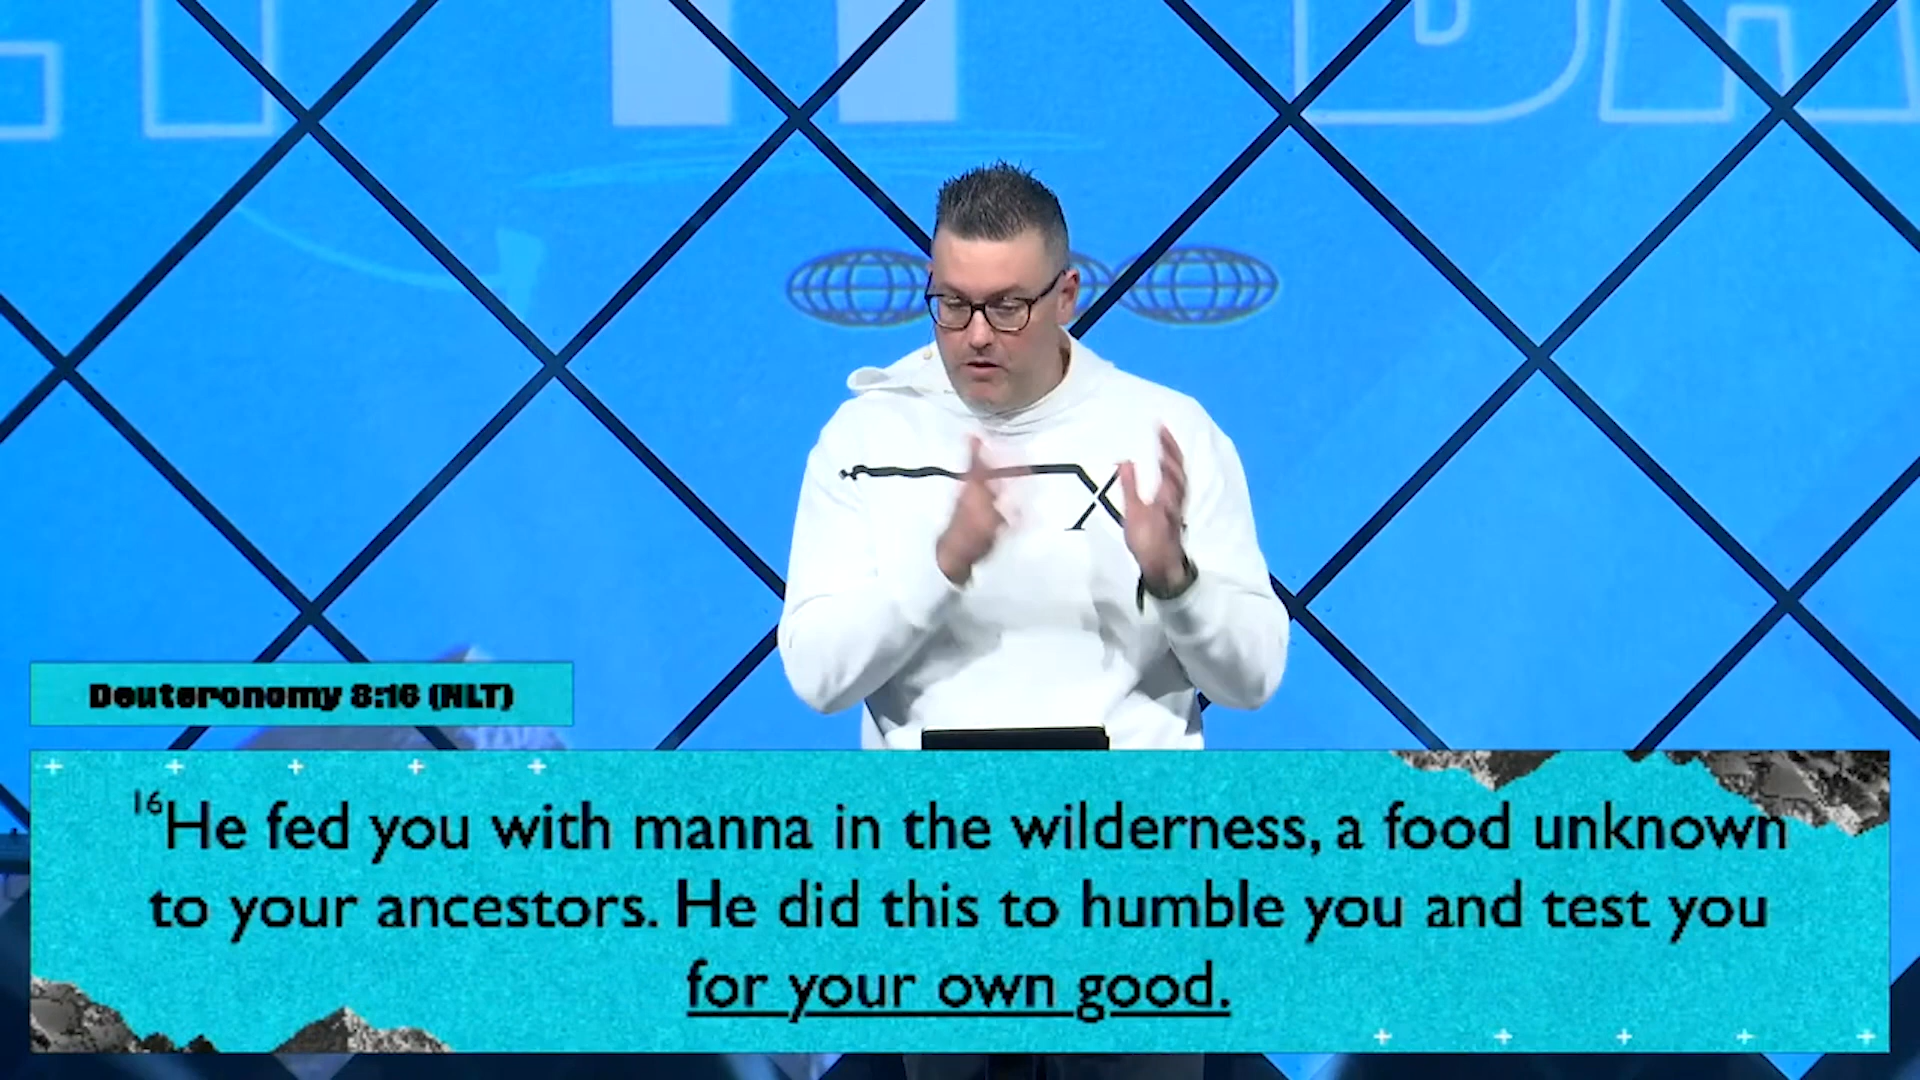 Deuteronomy 8:16 (NLT)
16He fed you with manna in the wilderness, a food unknown
to your ancestors. He did this to humble you and test you
for your own good.